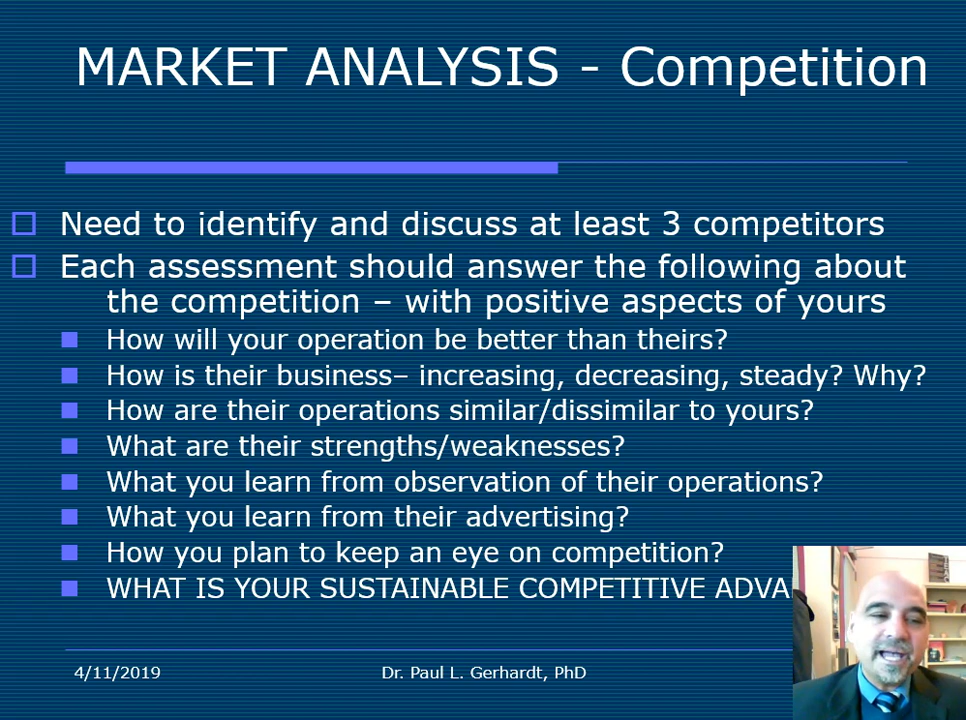 MARKET ANALYSIS - Competition
Need to identify and discuss at least 3 competitors
Each assessment should answer the following about
the competition – with positive aspects of yours
How will your operation be better than theirs?
How is their business– increasing, decreasing, steady? Why?
How are their operations similar/dissimilar to yours?
What are their strengths/weaknesses?
What you learn from observation of their operations?
What you learn from their advertising?
How you plan to keep an eye on competition?
WHAT IS YOUR SUSTAINABLE COMPETITIVE ADVA
4/11/2019
Dr. Paul L. Gerhardt, PhD